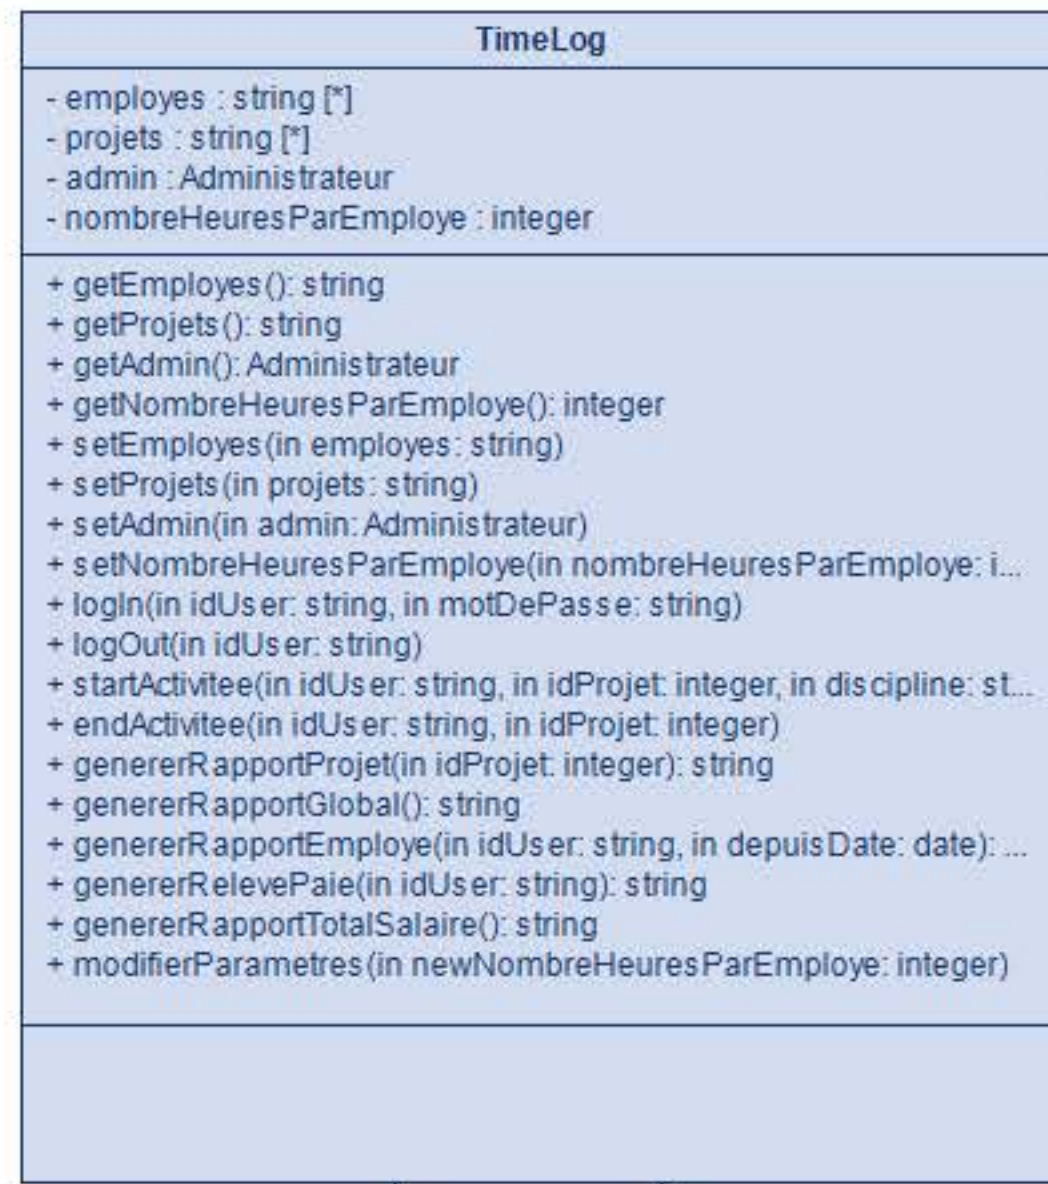 TimeLog
- employes : string [*]
- projets : string [*]
- admin : Administrateur
- nombreHeuresParEmploye : integer
+ getEmployes(): string
+ getProjets(): string
+ getAdmin(): Administrateur
+ getNombreHeuresParEmploye(): integer
+ setEmployes(in employes: string)
+ setProjets(in projets: string)
+ setAdmin(in admin: Administrateur)
+ setNombreHeuresParEmploye(in nombreHeuresParEmploye: i...
+ logIn(in idUser: string, in motDePasse: string)
+ logOut(in idUser: string)
+ startActivitee(in idUser: string, in idProjet: integer, in discipline: st...
+ endActivitee(in idUser: string, in idProjet: integer)
+ genererRapportProjet(in idProjet: integer): string
+ genererRapportGlobal(): string
+ genererRapportEmploye(in idUser: string, in depuisDate: date): ...
+ genererRelevePaie(in idUser: string): string
+ genererRapportTotalSalaire(): string
+ modifierParametres(in newNombreHeuresParEmploye: integer)